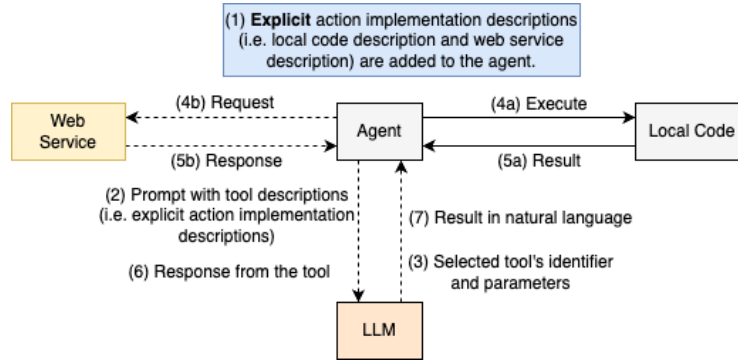 (1) Explicit action implementation descriptions
(i.e. local code description and web service
description) are added to the agent.
(4b) Request
(4a) Execute
Web
Service
Agent
Local Code
(5b) Response
(5a) Result
(2) Prompt with tool descriptions
(i.e. explicit action implementation
descriptions)
(7) Result in natural language
(6) Response from the tool
(3) Selected tool's identifier
and parameters
LLM